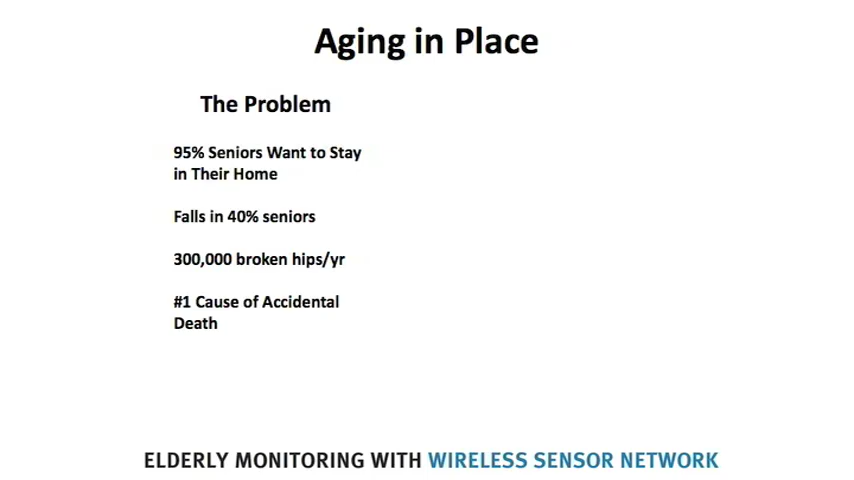 Aging in Place
The Problem
95% Seniors Want to Stay
in Their Home
Falls in 40% seniors
300,000 broken hips/yr
#1 Cause of Accidental
Death
ELDERLY MONITORING WITH WIRELESS SENSOR NETWORK